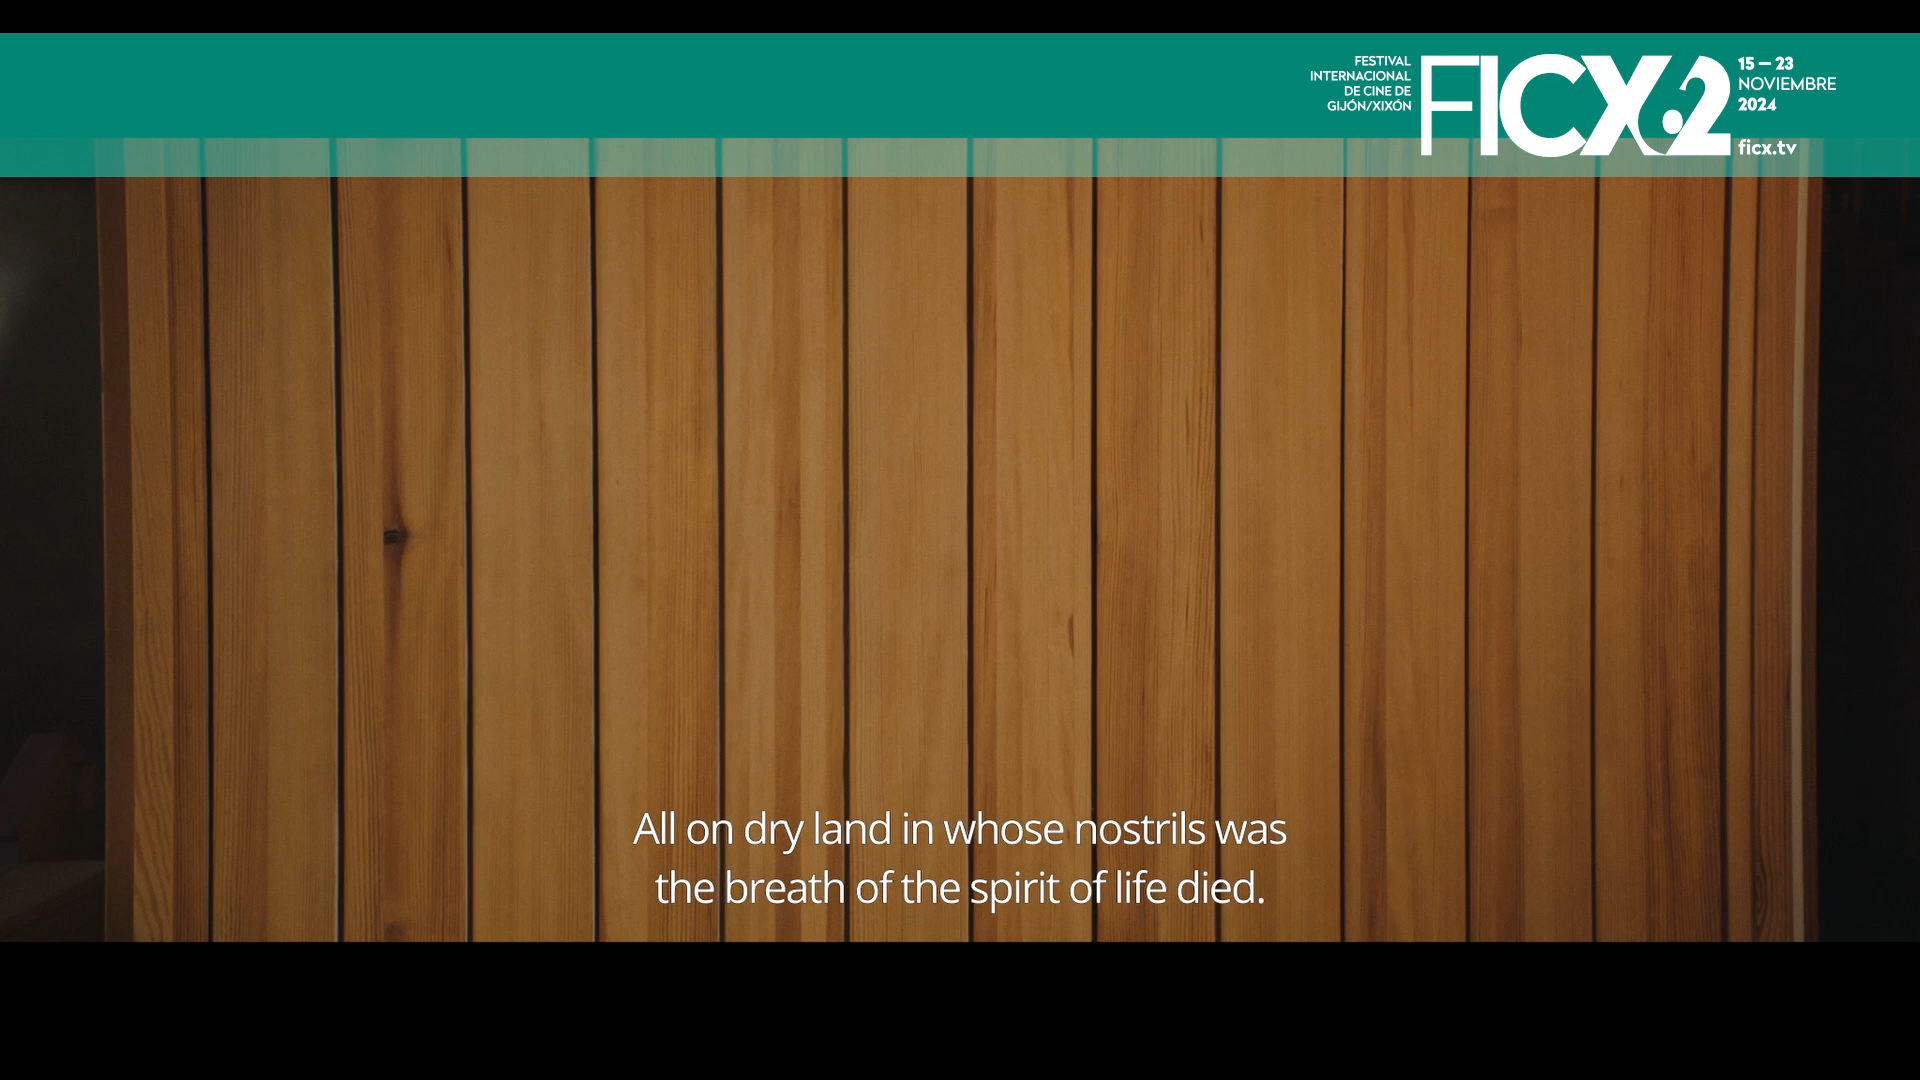 FESTIVAL
INTERNACIONAL
DE CINE DE
GIJÓN/XIXÓN
FICX62
15 – 23
NOVIEMBRE
2024
ficx.tv
All on dry land in whose nostrils was
the breath of the spirit of life died.